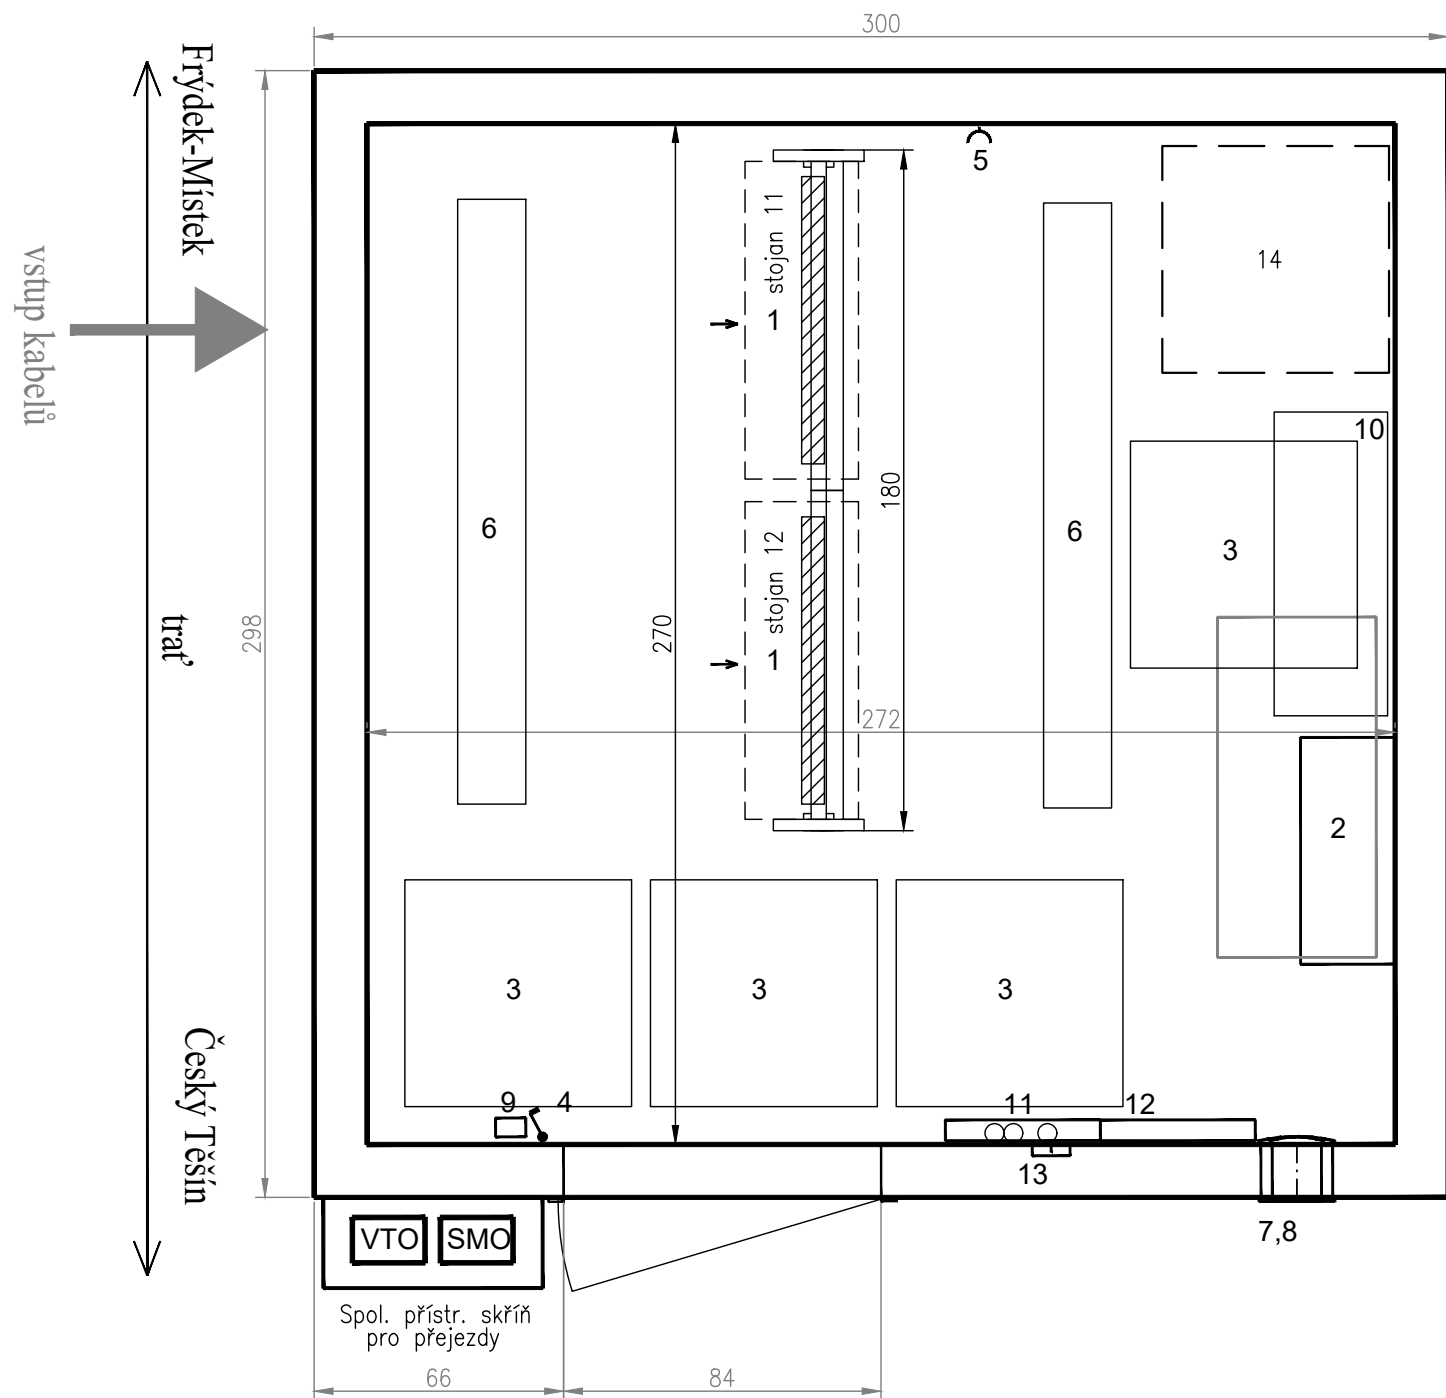 300
Frýdek-Místek
vstup kabelů
5
stojan 11
1
14
10
180
6
6
3
stojan 12
1
298
trať
270
272
2
3
3
3
Český Těšín
9
4
11
12
13
7,8
VTO
SMO
Spol. přístr. skříň
pro přejezdy
66
84